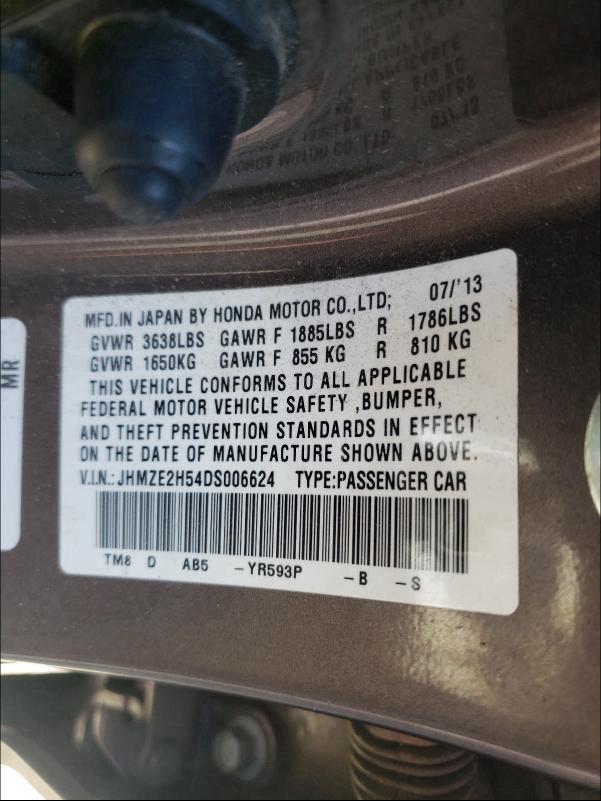 MFD.IN JAPAN BY HONDA MOTOR CO.,LTD; 07/'13
GVWR 3638LBS GAWR F 1885LBS R 1786LBS
GVWR 1650KG GAWR F 855 KG R 810 KG
THIS VEHICLE CONFORMS TO ALL APPLICABLE
FEDERAL MOTOR VEHICLE SAFETY ,BUMPER,
AND THEFT PREVENTION STANDARDS IN EFFECT
ON THE DATE OF MANUFACTURE SHOWN ABOVE.
V.I.N.:JHMZE2H54DS006624 TYPE:PASSENGER CAR
TM8 D AB5 -YR593P -B -S
MR